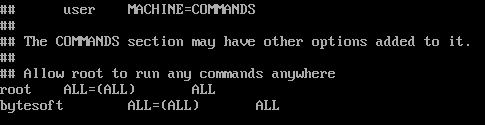 ## user MACHINE=COMMANDS
##
## The COMMANDS section may have other options added to it.
##
## Allow root to run any commands anywhere
root ALL=(ALL) ALL
bytesoft ALL=(ALL) ALL